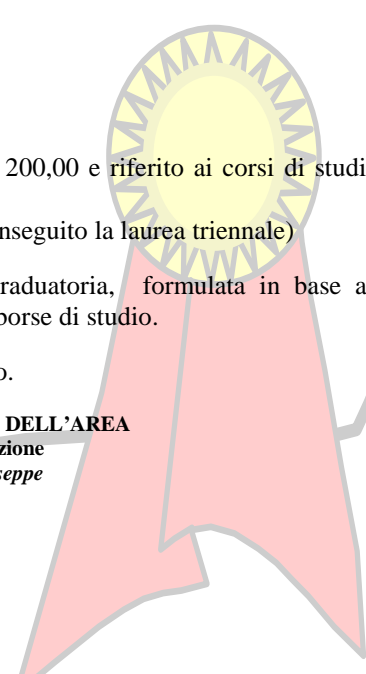 200,00 e riferito ai corsi di studi
nseguito la laurea triennale)
raduatoria, formulata in base a
borse di studio.
o.
DELL'AREA
zione
seppe